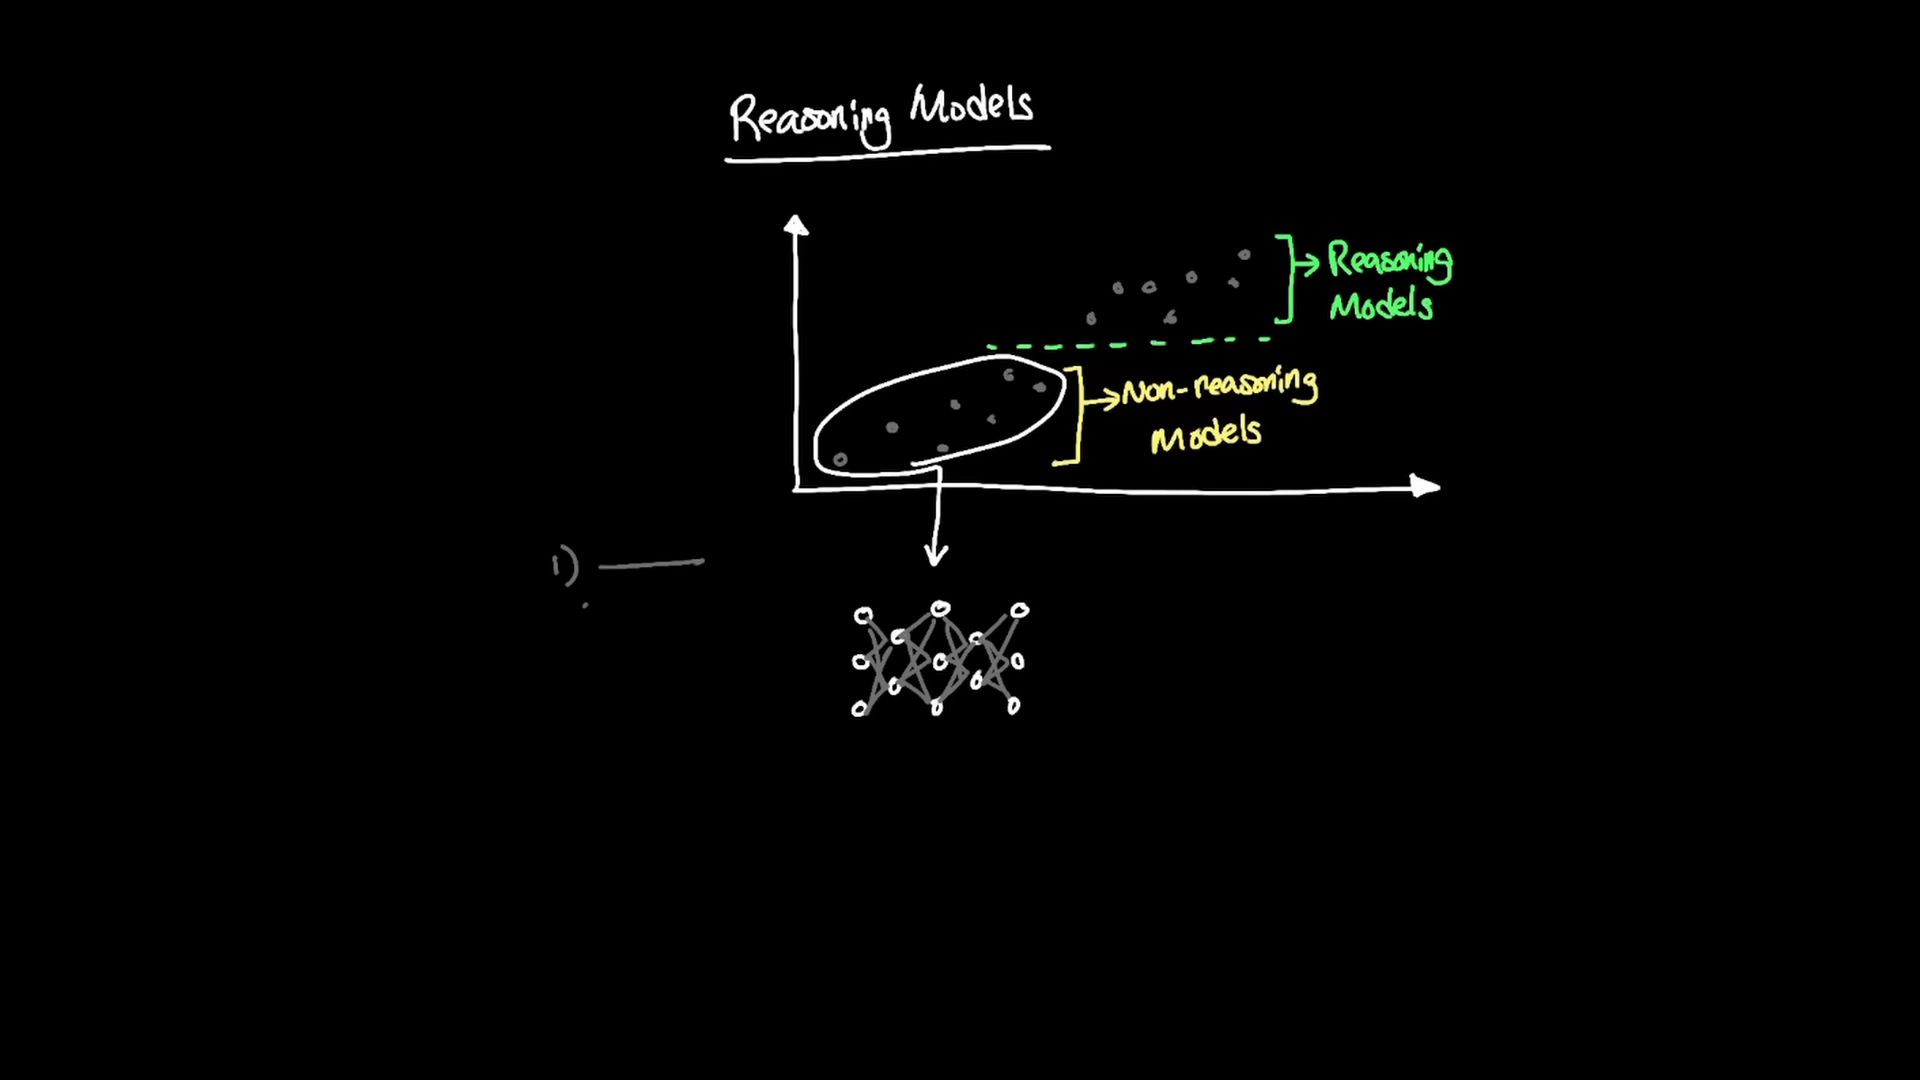 Reasoning Models
Reasoning
Models
Non-reasoning
Models
1)